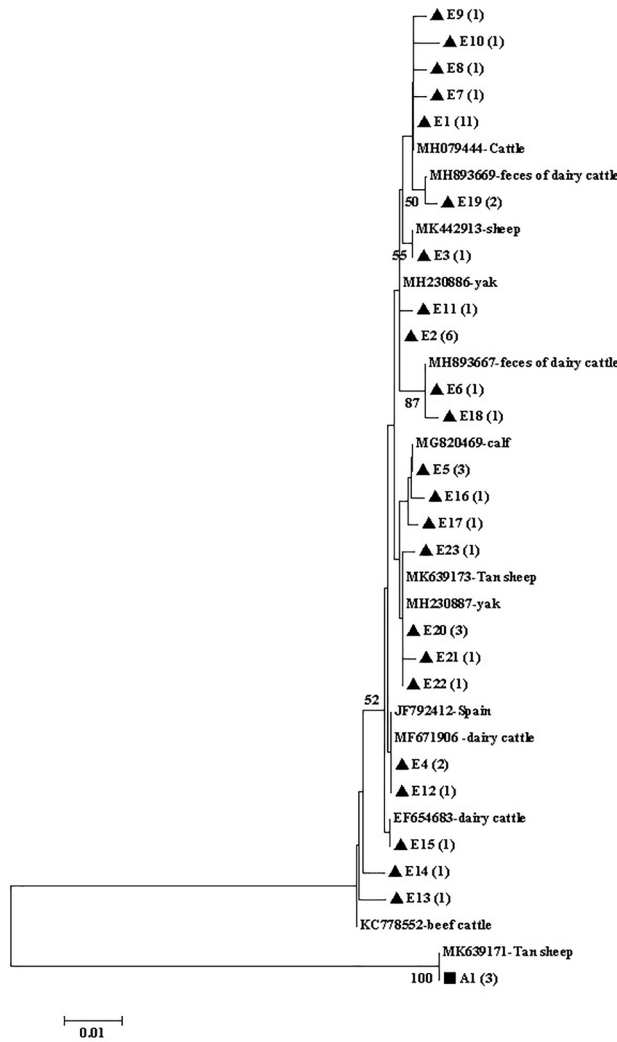 E9 (1)
E10 (1)
E8 (1)
E7 (1)
E1 (11)
MH079444-Cattle
MH893669-feces of dairy cattle
50
E19 (2)
MK442913-sheep
55
E3 (1)
MH230886-yak
E11 (1)
E2 (6)
MH893667-feces of dairy cattle
E6 (1)
87
E18 (1)
MG820469-calf
E5 (3)
E16 (1)
E17 (1)
E23 (1)
MK639173-Tan sheep
MH230887-yak
E20 (3)
E21 (1)
E22 (1)
52
JF792412-Spain
MF671906 -dairy cattle
E4 (2)
E12 (1)
EF654683-dairy cattle
E15 (1)
E14 (1)
E13 (1)
KC778552-beef cattle
MK639171-Tan sheep
100
A1 (3)
0.01